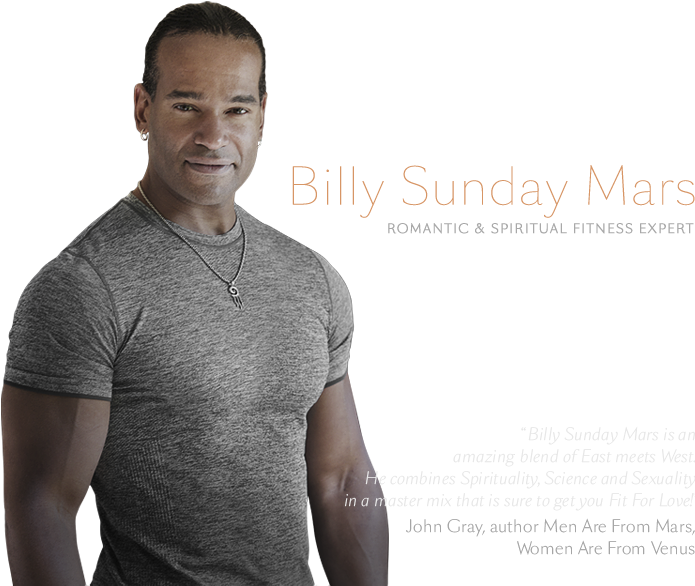 Billy Sunday Mars
ROMANTIC & SPIRITUAL FITNESS EXPERT
“Billy Sunday Mars is an
amazing blend of East meets West.
He combines Spirituality, Science and Sexuality
in a master mix that is sure to get you Fit For Love!
John Gray, author Men Are From Mars,
Women Are From Venus